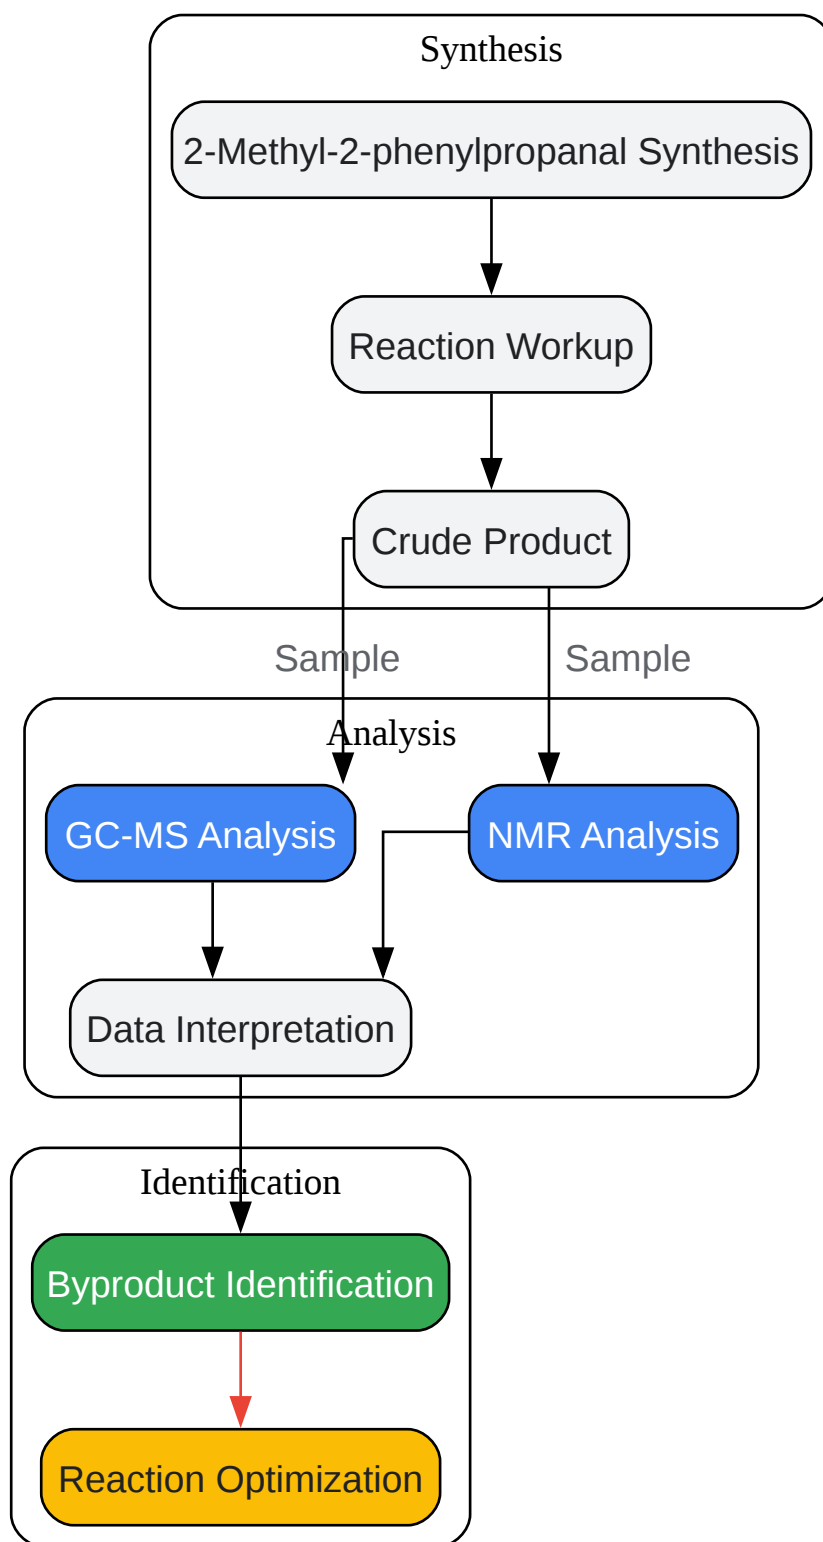 Synthesis
2-Methyl-2-phenylpropanal Synthesis
Reaction Workup
Crude Product
Sample
Sample
Analysis
GC-MS Analysis
NMR Analysis
Data Interpretation
Identification
Byproduct Identification
Reaction Optimization